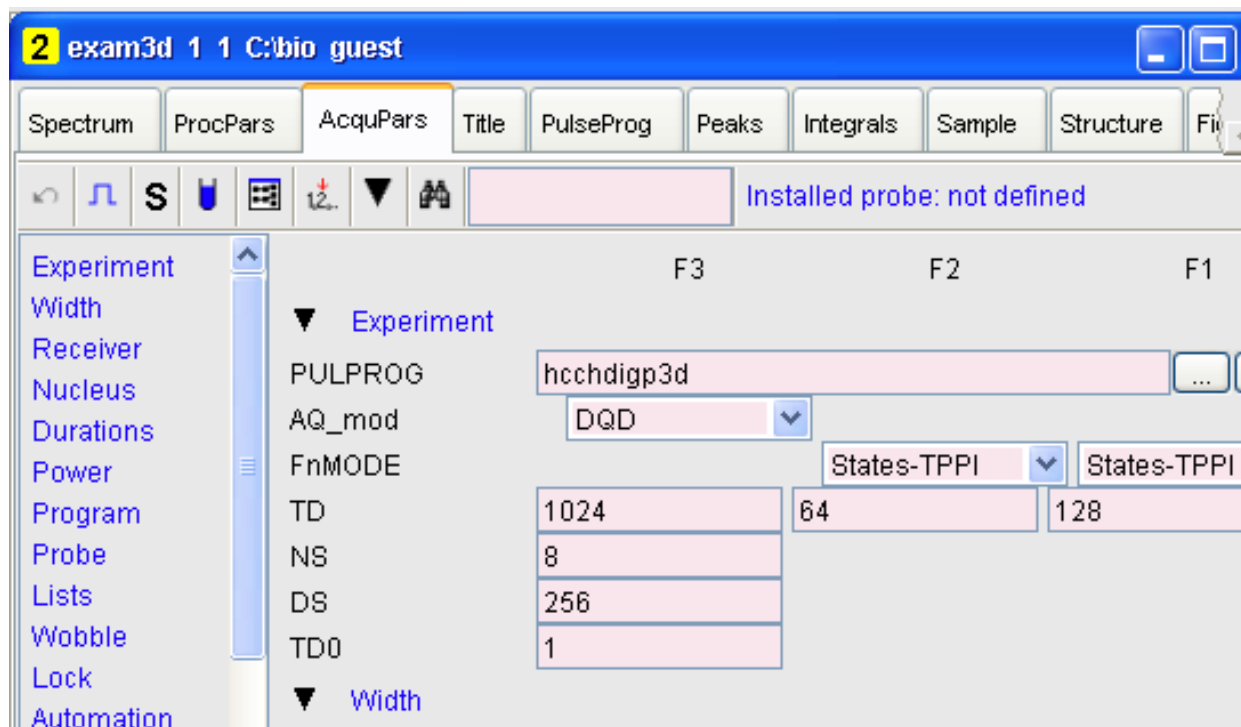 2 exam3d 1 1 C:\bio guest
Spectrum ProcPars AcquPars Title PulseProg Peaks Integrals Sample Structure
S 1,2.. Installed probe: not defined
F3 F2 F1
Experiment
Width
Receiver
Nucleus
Durations
Power
Program
Probe
Lists
Wobble
Lock
Automation
Experiment
PULPROG hcchdigp3d ...
AQ_mod DQD
FnMODE States-TPPI States-TPPI
TD 1024 64 128
NS 8
DS 256
TD0 1
Width